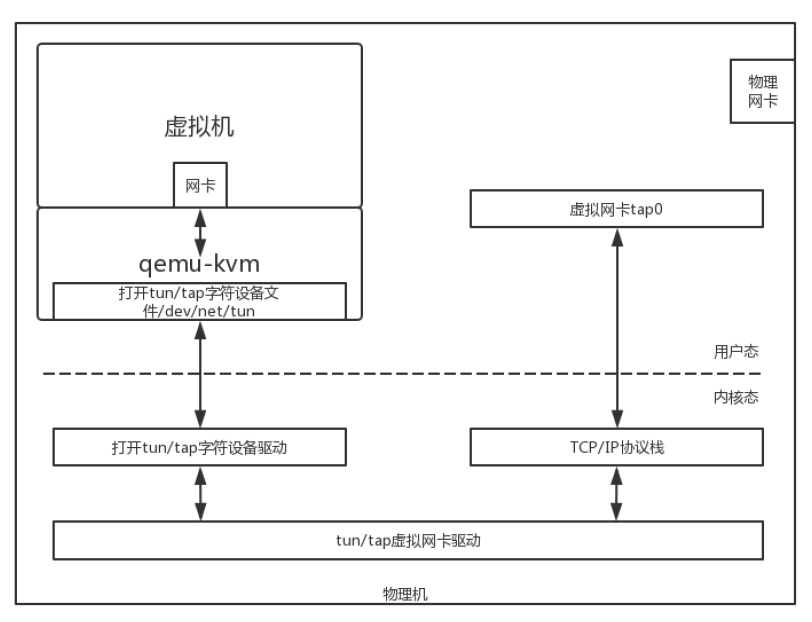 物理
网卡
虚拟机
网卡
虚拟网卡tap0
qemu-kvm
打开tun/tap字符设备文
件/dev/net/tun
用户态
内核态
打开tun/tap字符设备驱动
TCP/IP协议栈
tun/tap虚拟网卡驱动
物理机